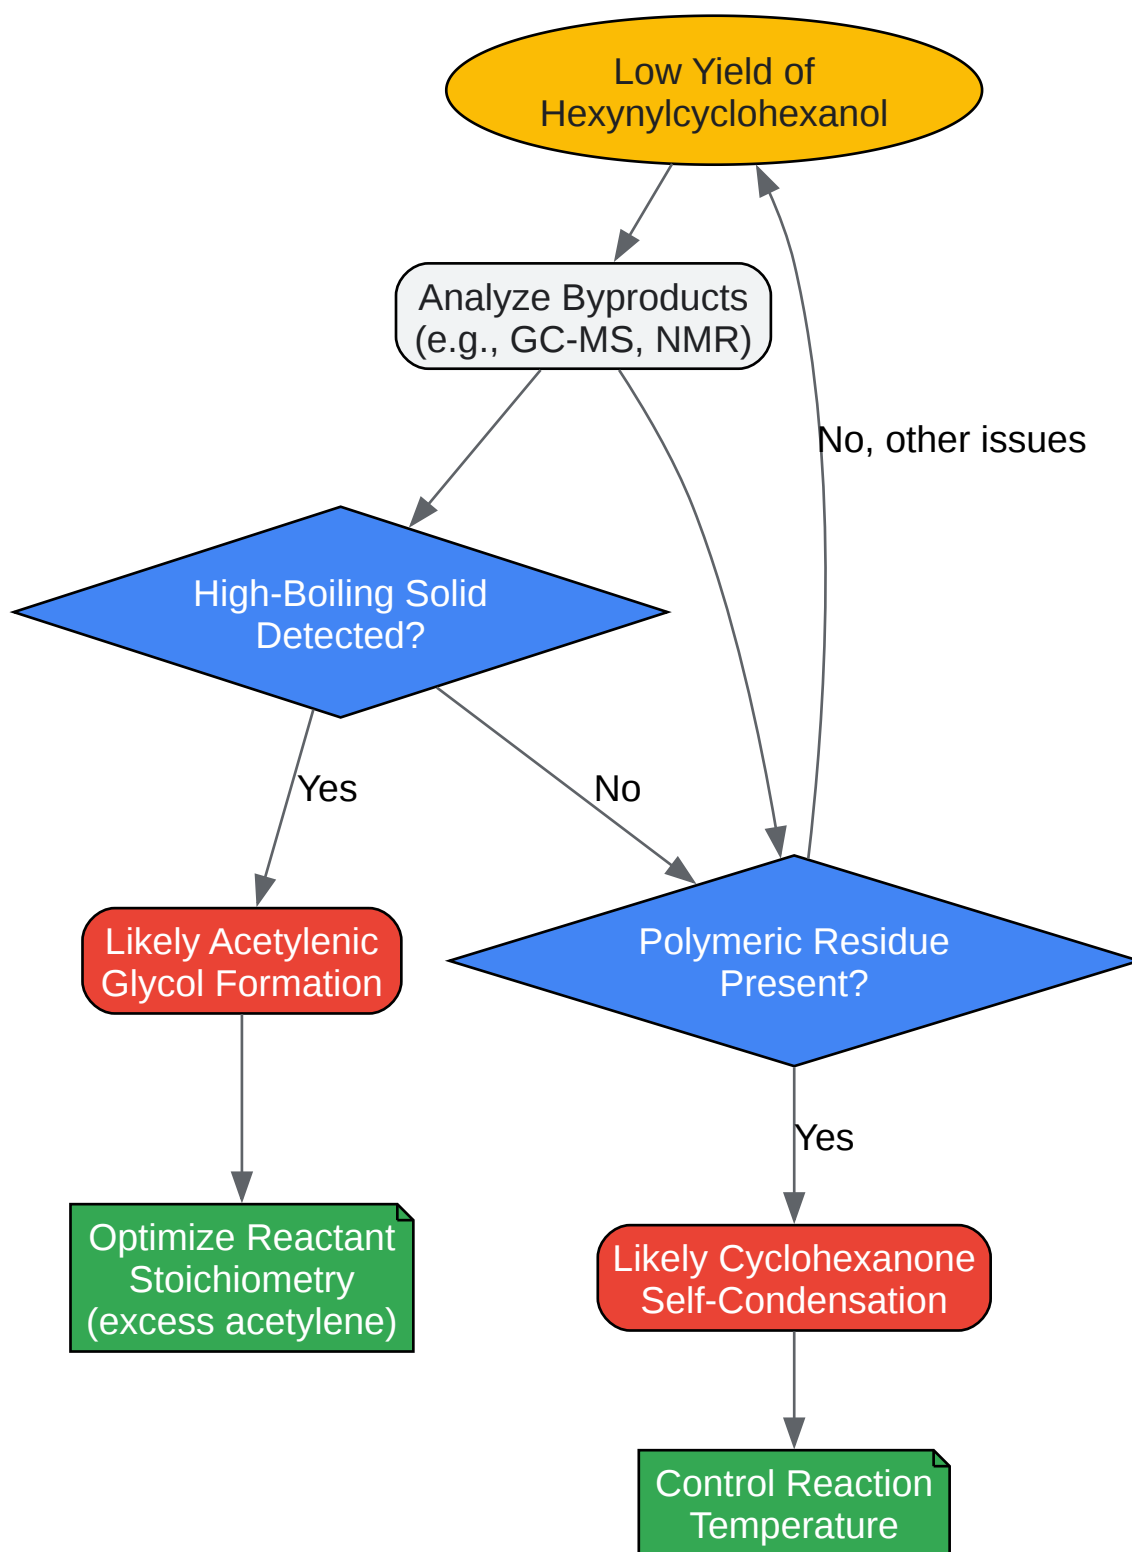 Low Yield of
Hexynylcyclohexanol
Analyze Byproducts
(e.g., GC-MS, NMR)
No, other issues
High-Boiling Solid
Detected?
Yes
No
Likely Acetylenic
Glycol Formation
Polymeric Residue
Present?
Yes
Optimize Reactant
Stoichiometry
(excess acetylene)
Likely Cyclohexanone
Self-Condensation
Control Reaction
Temperature